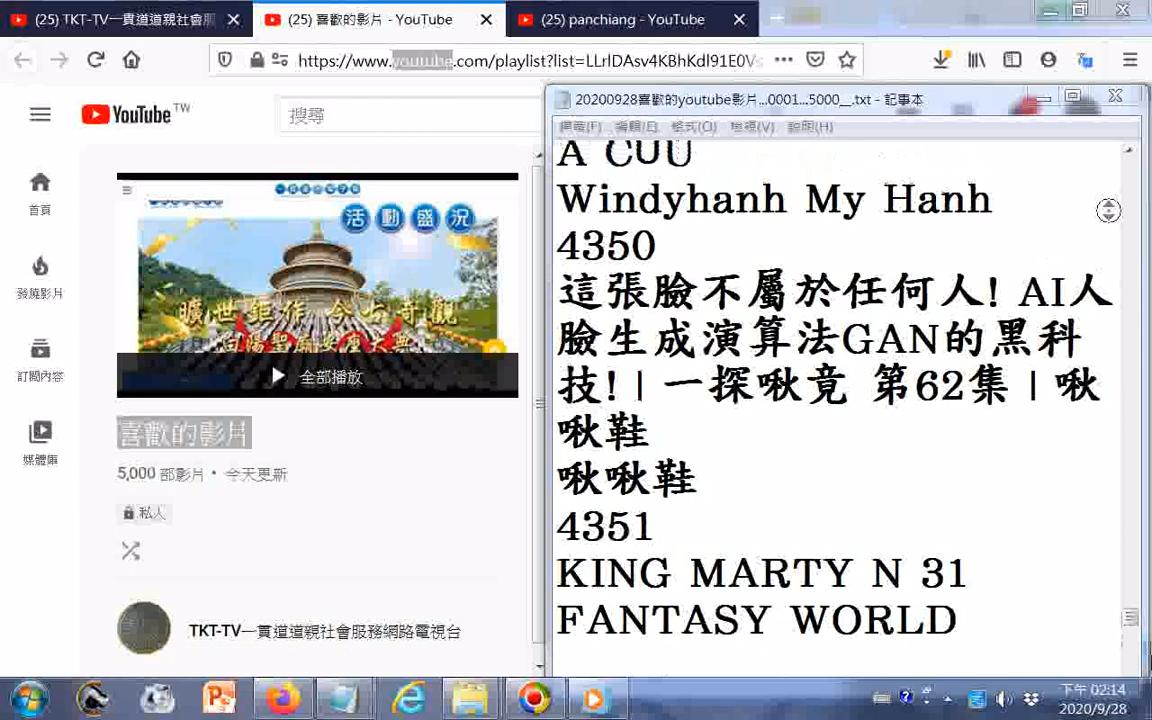 (25) TKT-TV一貫道道親社會服
(25) 喜歡的影片 - YouTube
(25) panchiang - YouTube
https://www.youtube.com/playlist?list=LLrlDAsv4KBhKdl91E0Vs
YouTube TW
搜尋
首頁
發燒影片
訂閱內容
媒體庫
活動盛況
曠世鉅作 今古奇觀
全部播放
喜歡的影片
5,000 部影片 • 今天更新
私人
TKT-TV一貫道道親社會服務網路電視台
20200928喜歡的youtube影片...0001...5000__.txt - 記事本
檔案(F) 編輯(E) 格式(O) 檢視(V) 說明(H)
A CUU
Windyhanh My Hanh
4350
這張臉不屬於任何人! AI人
臉生成演算法GAN的黑科
技! | 一探啾竟 第62集 | 啾
啾鞋
啾啾鞋
4351
KING MARTY N 31
FANTASY WORLD
下午 02:14
2020/9/28